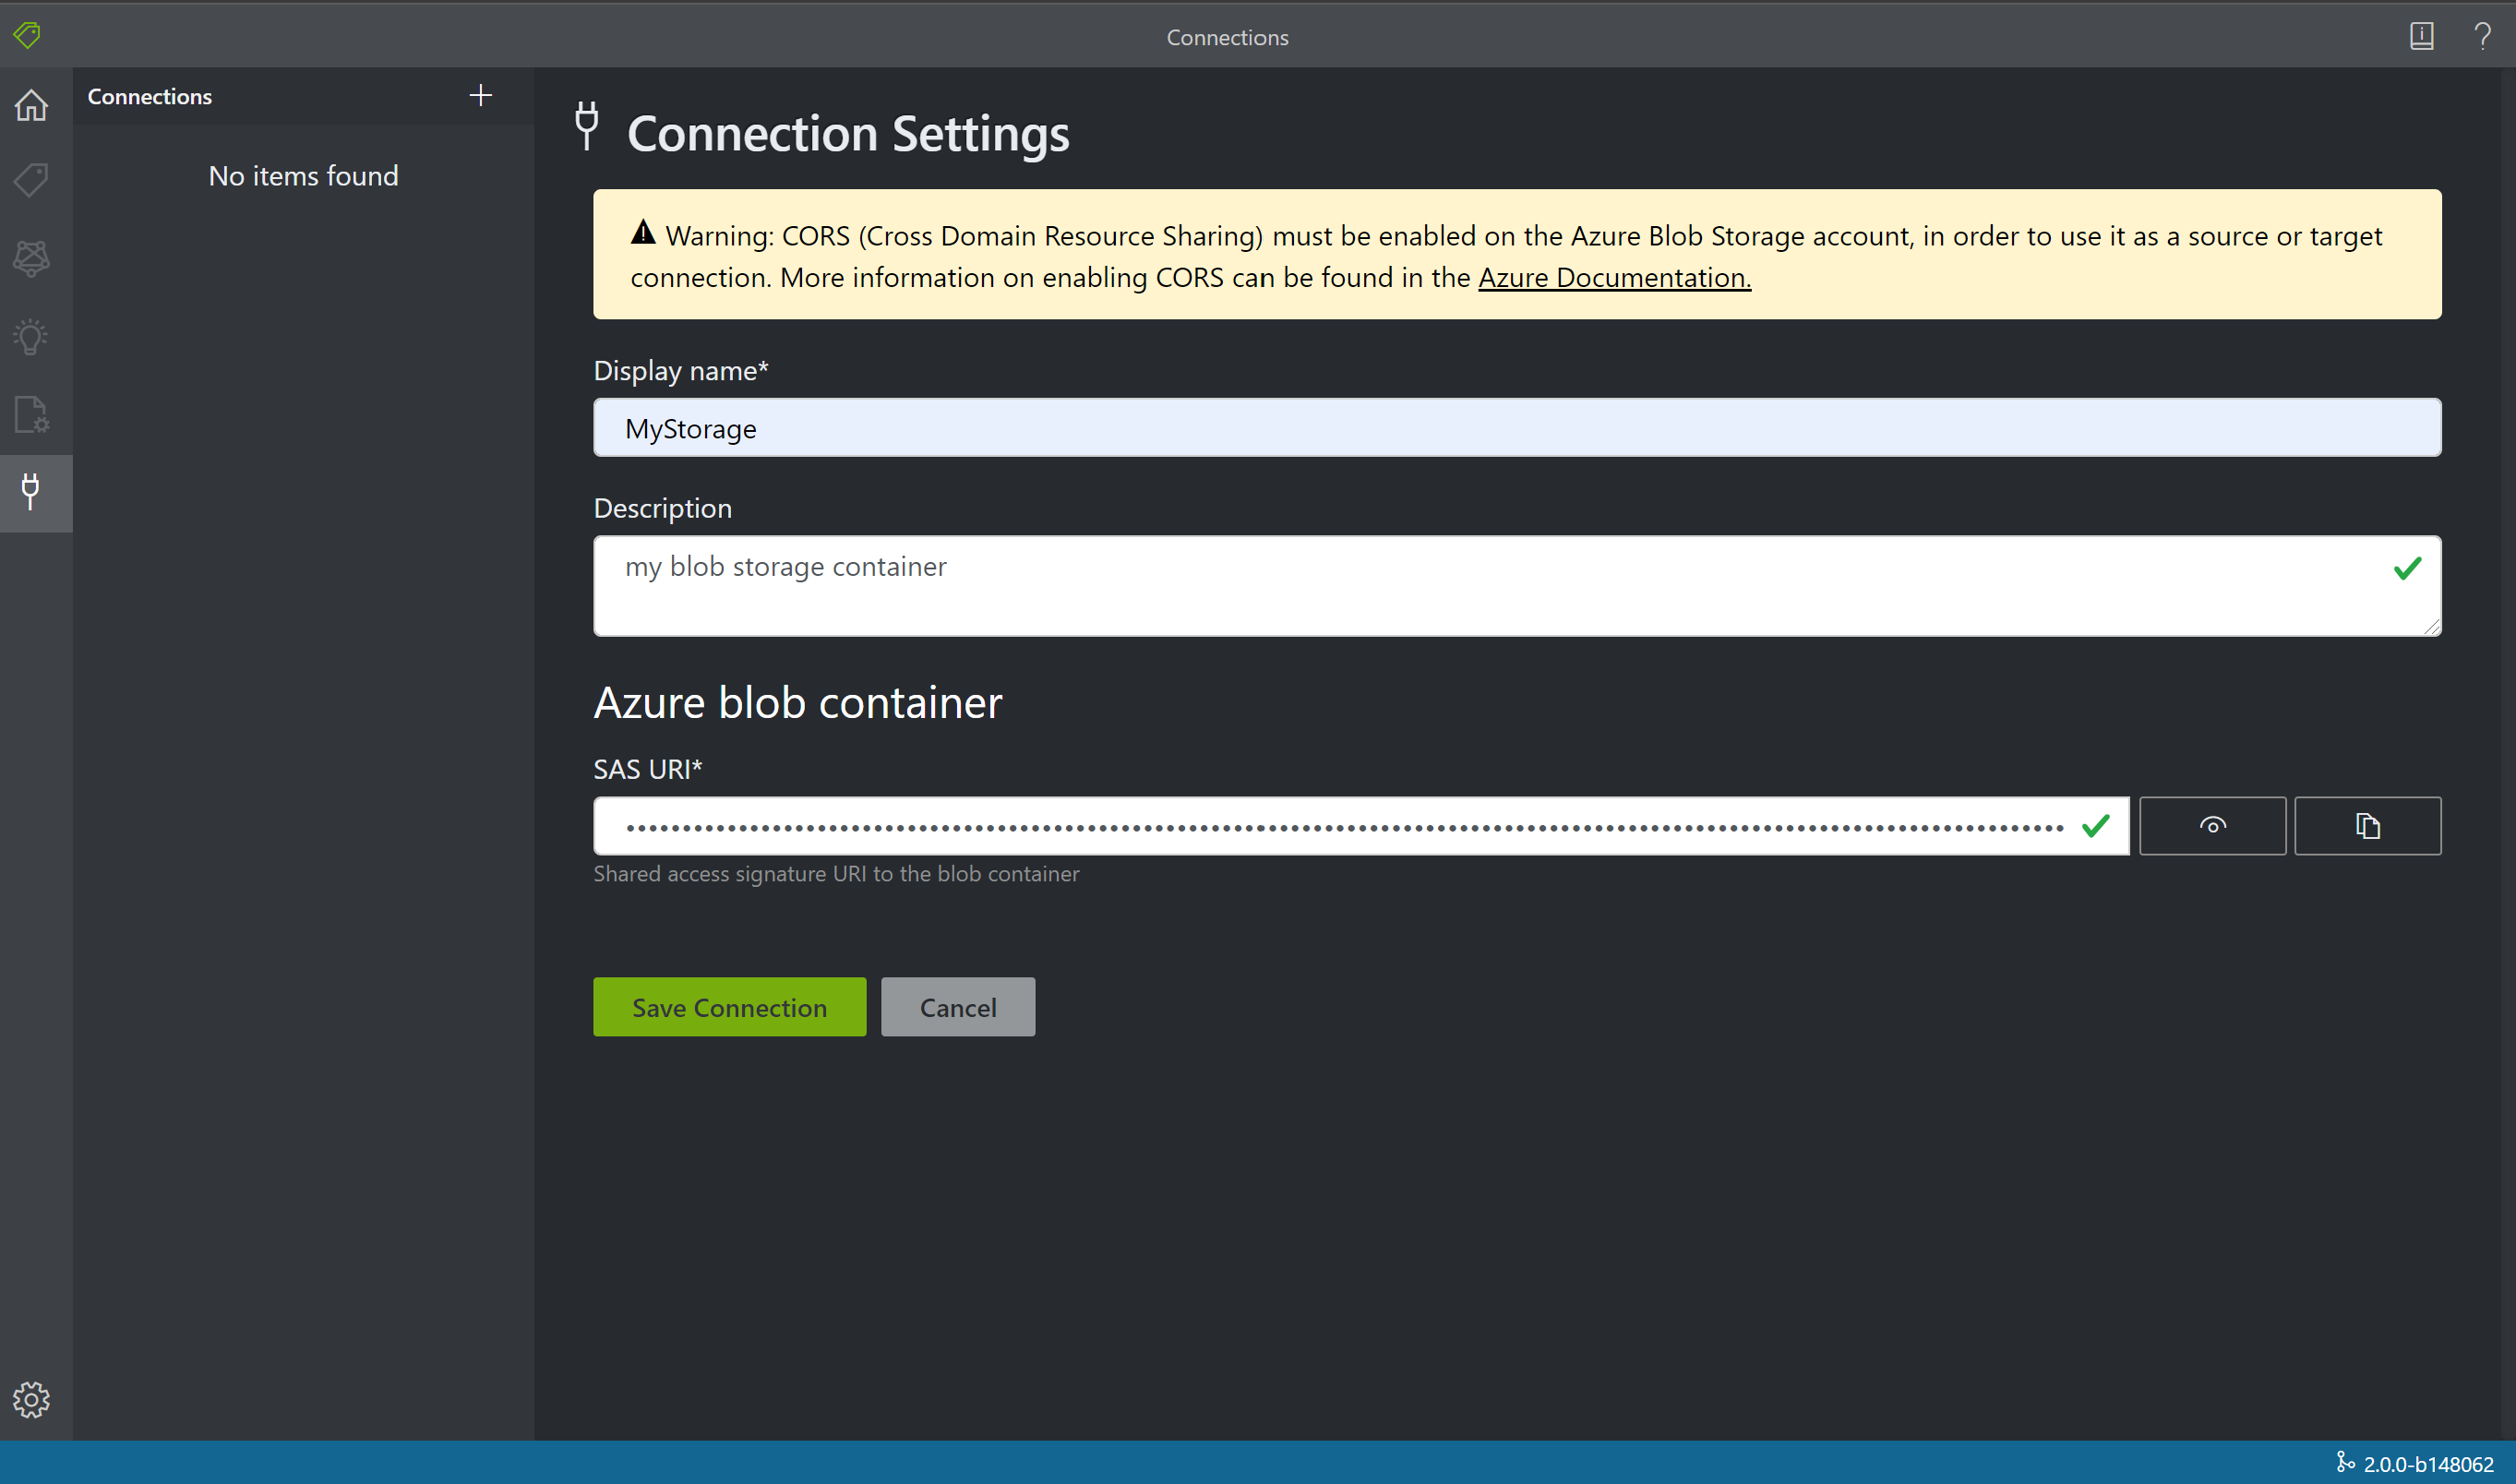 Connections
Connections
No items found
Connection Settings
Warning: CORS (Cross Domain Resource Sharing) must be enabled on the Azure Blob Storage account, in order to use it as a source or target
connection. More information on enabling CORS can be found in the Azure Documentation.
Display name*
MyStorage
Description
my blob storage container
Azure blob container
SAS URI*
Shared access signature URI to the blob container
Save Connection
Cancel
2.0.0-b148062